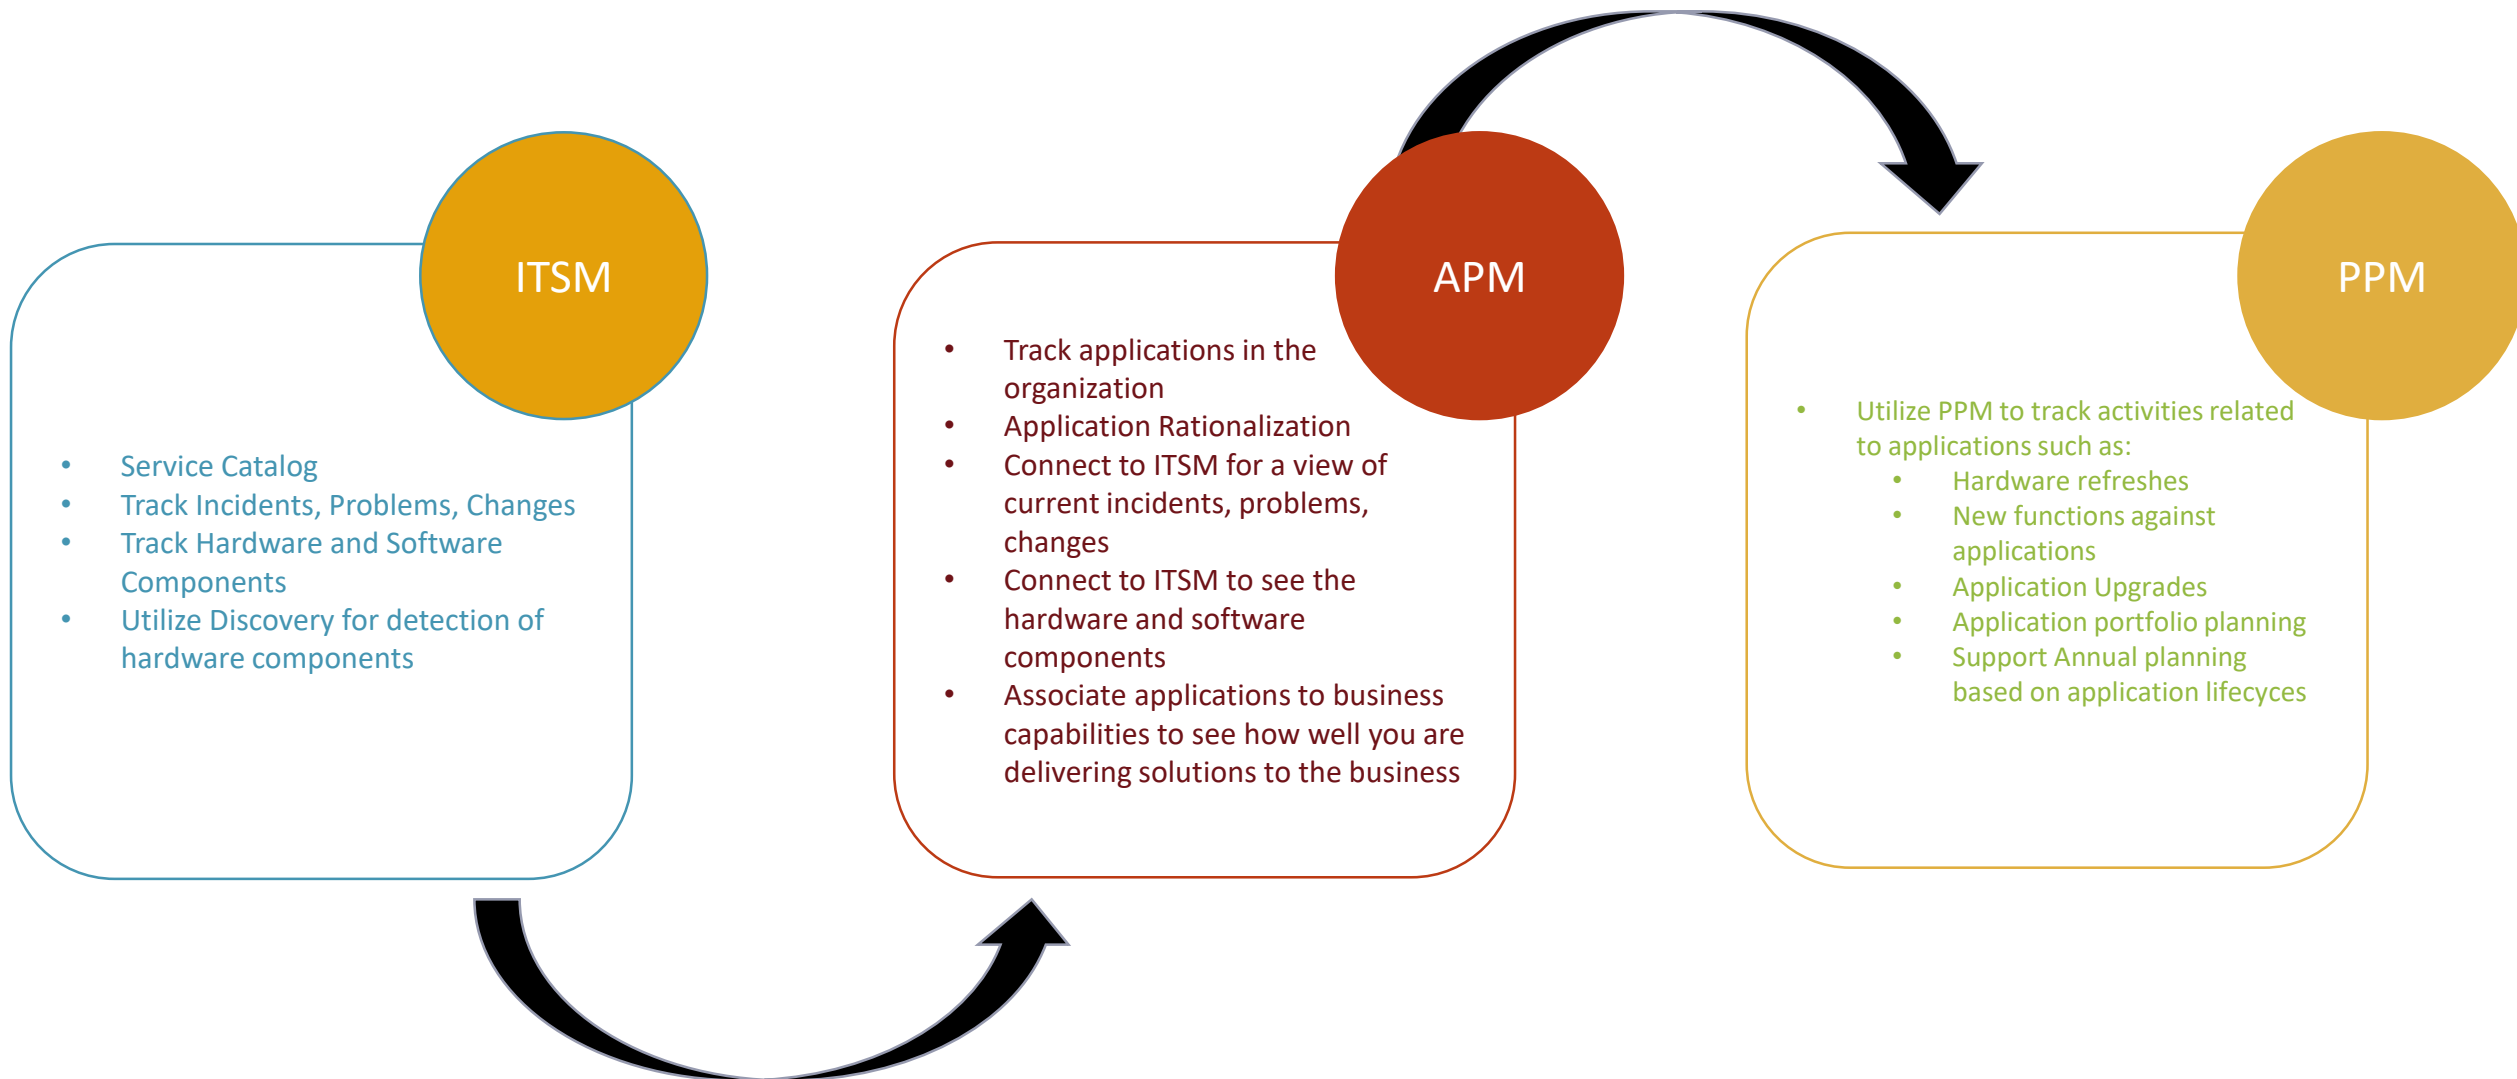 ITSM
• Service Catalog
• Track Incidents, Problems, Changes
• Track Hardware and Software
Components
• Utilize Discovery for detection of
hardware components
APM
• Track applications in the
organization
• Application Rationalization
• Connect to ITSM for a view of
current incidents, problems,
changes
• Connect to ITSM to see the
hardware and software
components
• Associate applications to business
capabilities to see how well you are
delivering solutions to the business
PPM
• Utilize PPM to track activities related
to applications such as:
• Hardware refreshes
• New functions against
applications
• Application Upgrades
• Application portfolio planning
• Support Annual planning
based on application lifecyces